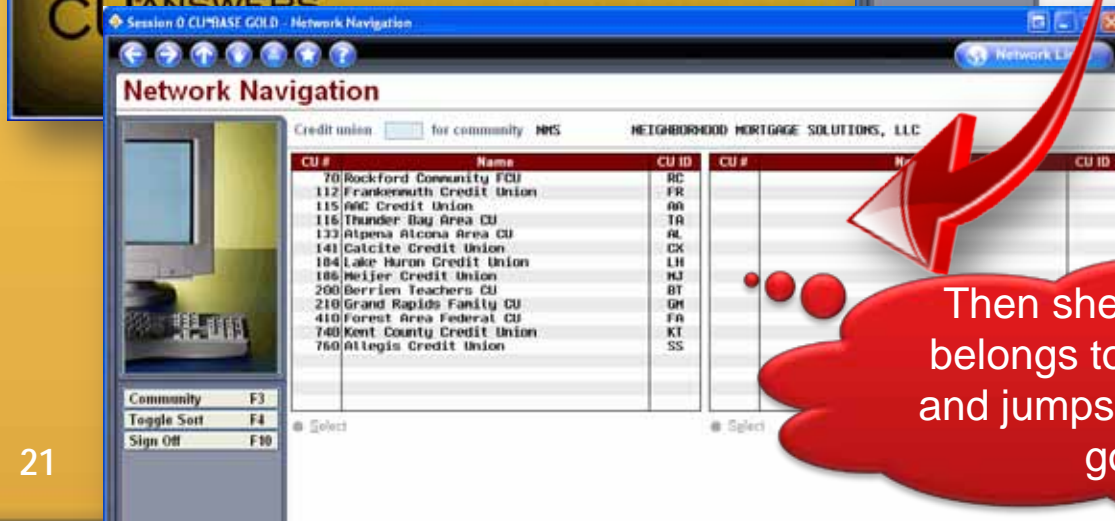 CU*ANSWERS
Session 0 CU*BASE GOLD - Network Navigation
Network Li
Network Navigation
Credit union for community NMS NEIGHBORHOOD MORTGAGE SOLUTIONS, LLC
CU # Name CU ID CU # N CU ID
70 Rockford Community FCU RC
112 Frankenmuth Credit Union FR
115 AAC Credit Union AA
116 Thunder Bay Area CU TA
133 Alpena Alcona Area CU AL
141 Calcite Credit Union CX
184 Lake Huron Credit Union LH
186 Meijer Credit Union MJ
200 Berrien Teachers CU BT
210 Grand Rapids Family CU GM
410 Forest Area Federal CU FA
740 Kent County Credit Union KT
760 Allegis Credit Union SS
Community F3
Toggle Sort F4
Sign Off F10
Select Select
Then she
belongs to
and jumps
go
21